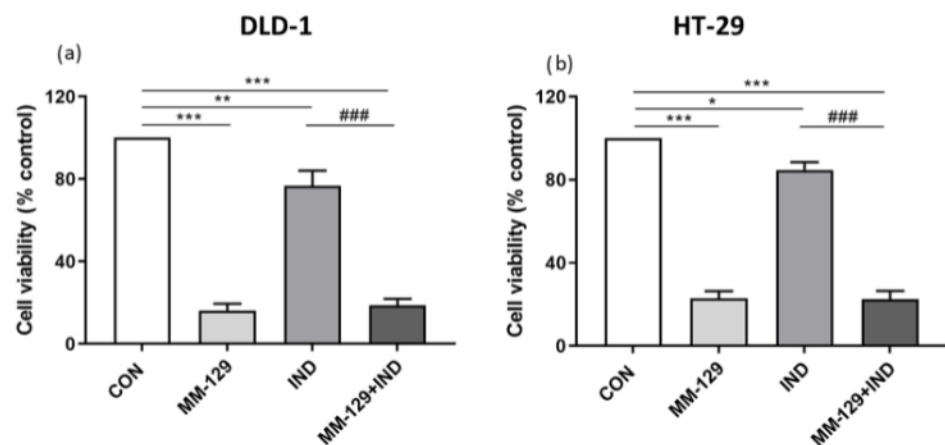 DLD-1
(a)
***
**
***
###
Cell viability (% control)
120
80
40
0
CON
MM-129
IND
MM-129+IND
HT-29
(b)
***
*
***
###
Cell viability (% control)
120
80
40
0
CON
MM-129
IND
MM-129+IND